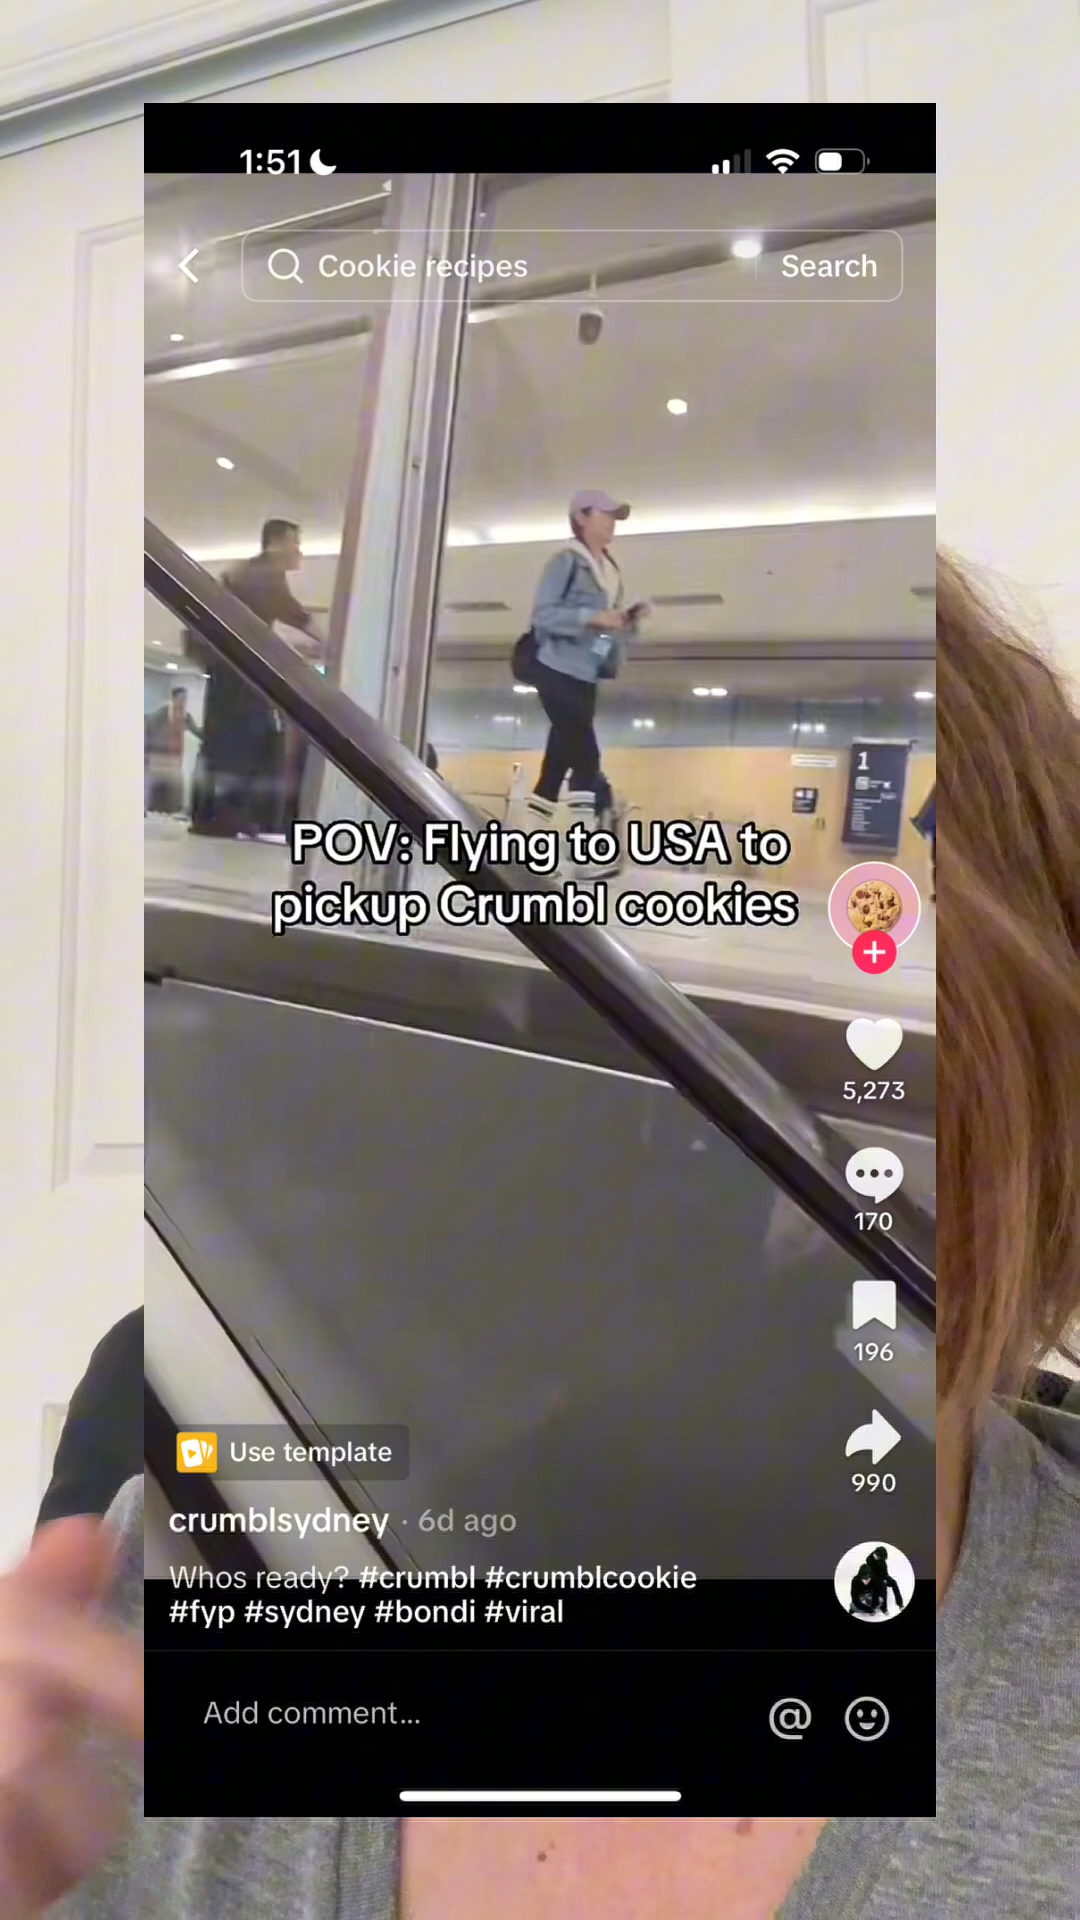 1:51
Cookie recipes
Search
1
POV: Flying to USA to
pickup Crumbl cookies
5,273
170
196
990
Use template
crumblsydney · 6d ago
Whos ready? #crumbl #crumblcookie
#fyp #sydney #bondi #viral
Add comment...
@